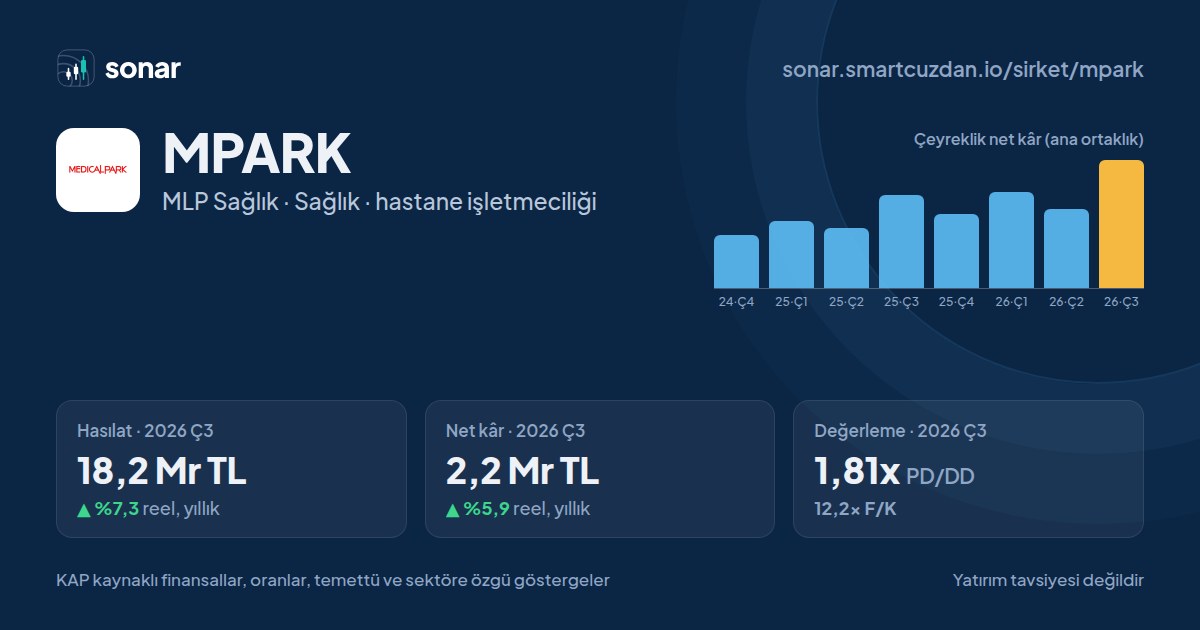 sonar
sonar.smartcuzdan.io/sirket/mpark
MEDICALPARK
MPARK
MLP Sağlık · Sağlık · hastane işletmeciliği
Çeyreklik net kâr (ana ortaklık)
24·Ç4 25·Ç1 25·Ç2 25·Ç3 25·Ç4 26·Ç1 26·Ç2 26·Ç3
Hasılat · 2026 Ç3
18,2 Mr TL
▲ %7,3 reel, yıllık
Net kâr · 2026 Ç3
2,2 Mr TL
▲ %5,9 reel, yıllık
Değerleme · 2026 Ç3
1,81x PD/DD
12,2× F/K
KAP kaynaklı finansallar, oranlar, temettü ve sektöre özgü göstergeler
Yatırım tavsiyesi değildir